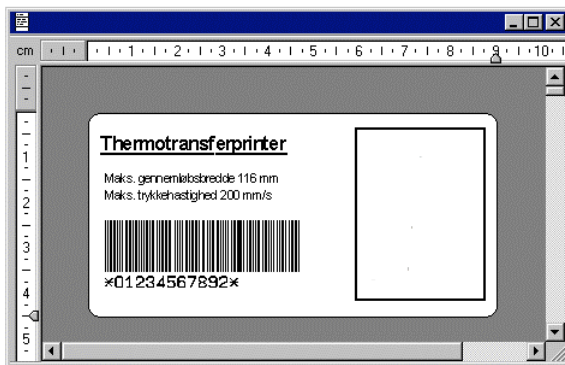 cm 1 2 3 4 5 6 7 8 9 10
Thermotransferprinter
Maks. gennemløbsbredde 116 mm
Maks. trykkehastighed 200 mm/s
*01234567892*
1
2
3
4
5